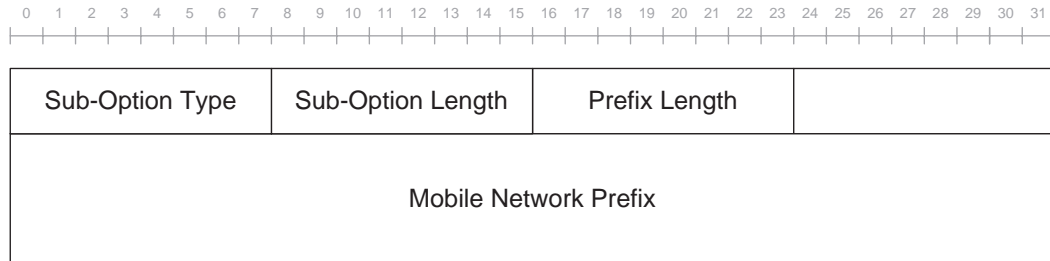 0 1 2 3 4 5 6 7 8 9 10 11 12 13 14 15 16 17 18 19 20 21 22 23 24 25 26 27 28 29 30 31
Sub-Option Type Sub-Option Length Prefix Length
Mobile Network Prefix